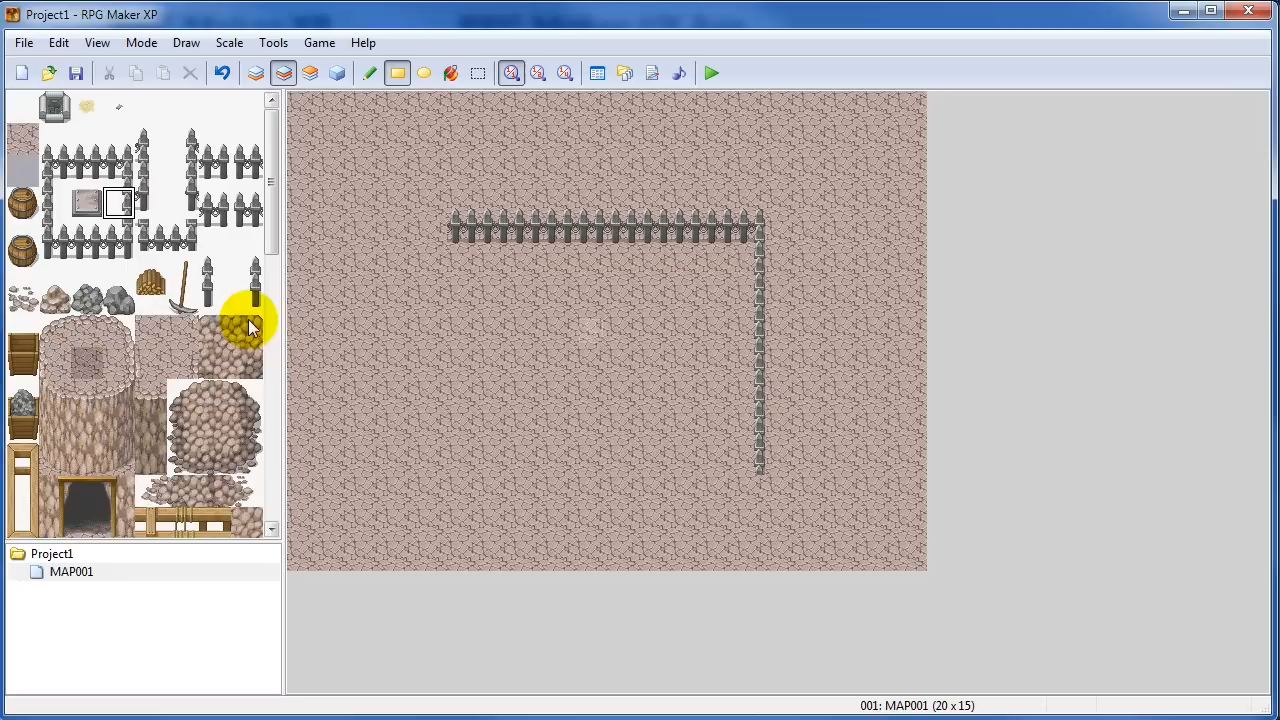 Project1 - RPG Maker XP
File Edit View Mode Draw Scale Tools Game Help
Project1
MAP001
001: MAP001 (20 x 15)